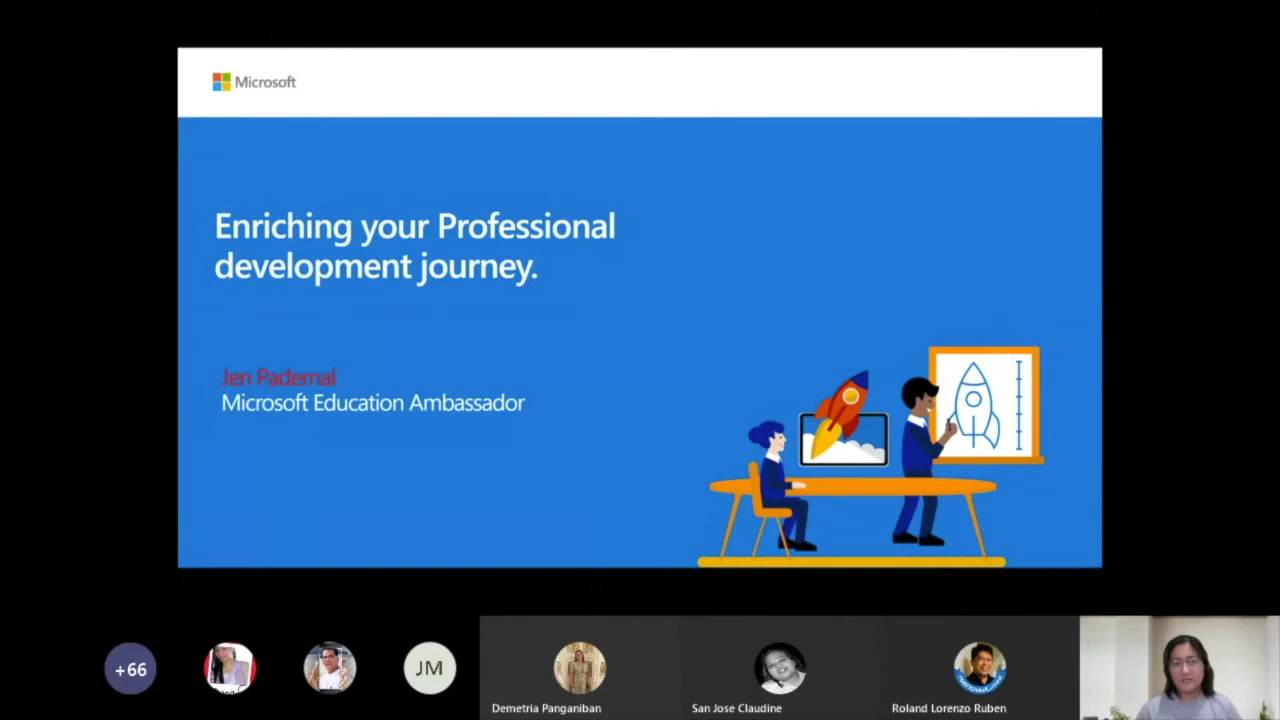 Microsoft
Enriching your Professional
development journey.
Jen Padernal
Microsoft Education Ambassador
+66
JM
Demetria Panganiban
San Jose Claudine
Roland Lorenzo Ruben